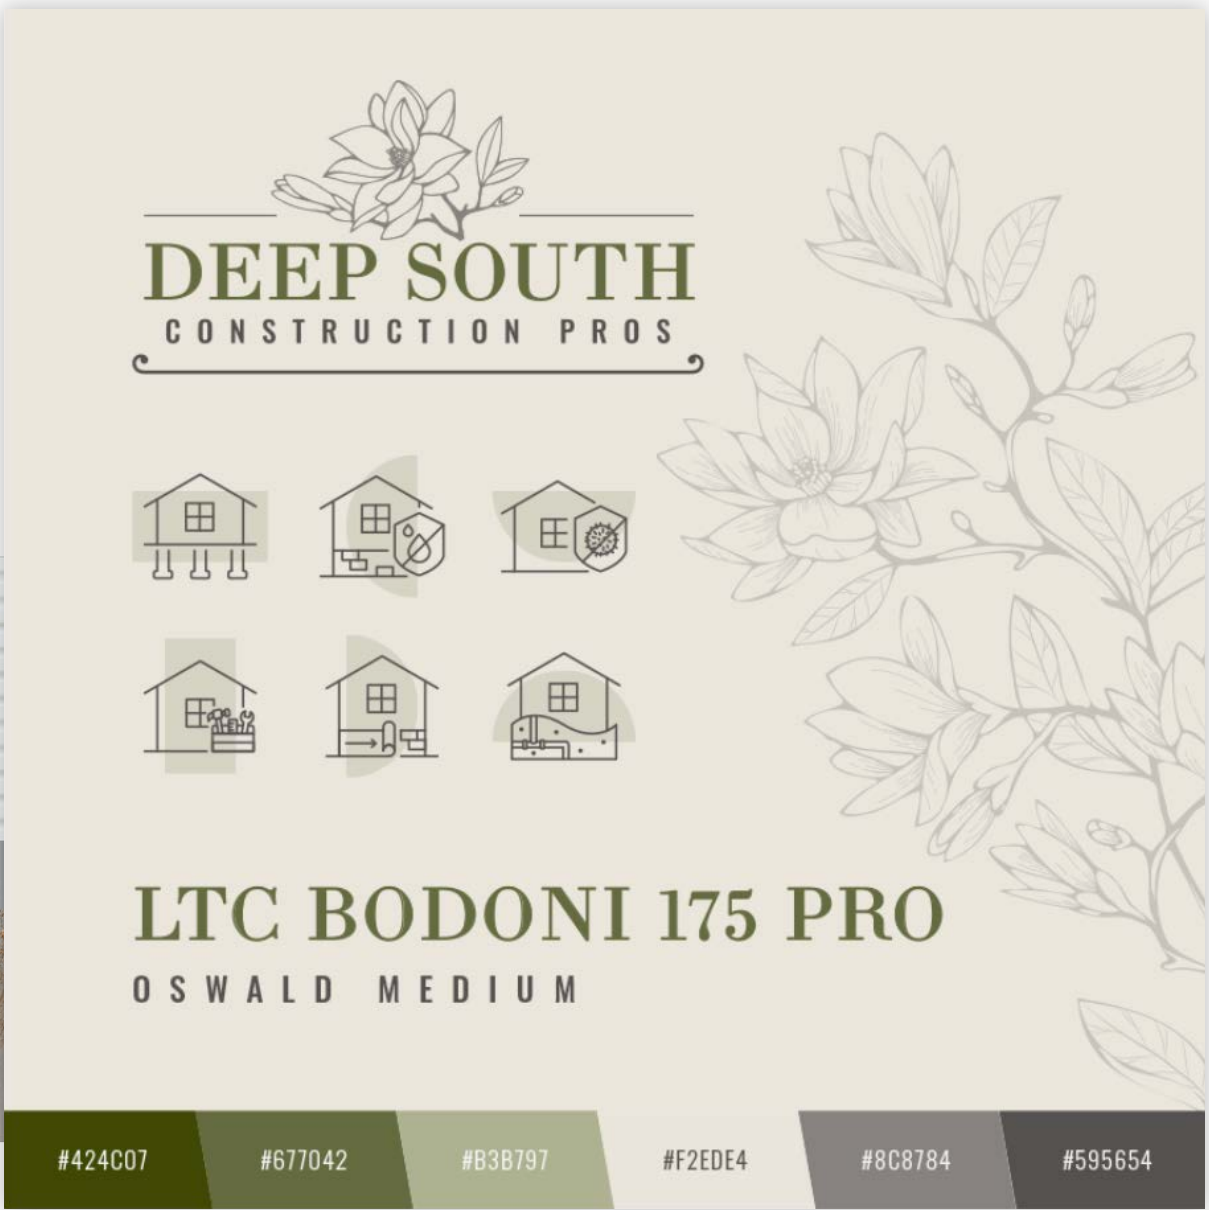 DEEP SOUTH
CONSTRUCTION PROS
LTC BODONI 175 PRO
OSWALD MEDIUM
#424C07 #677042 #B3B797 #F2EDE4 #8C8784 #595654